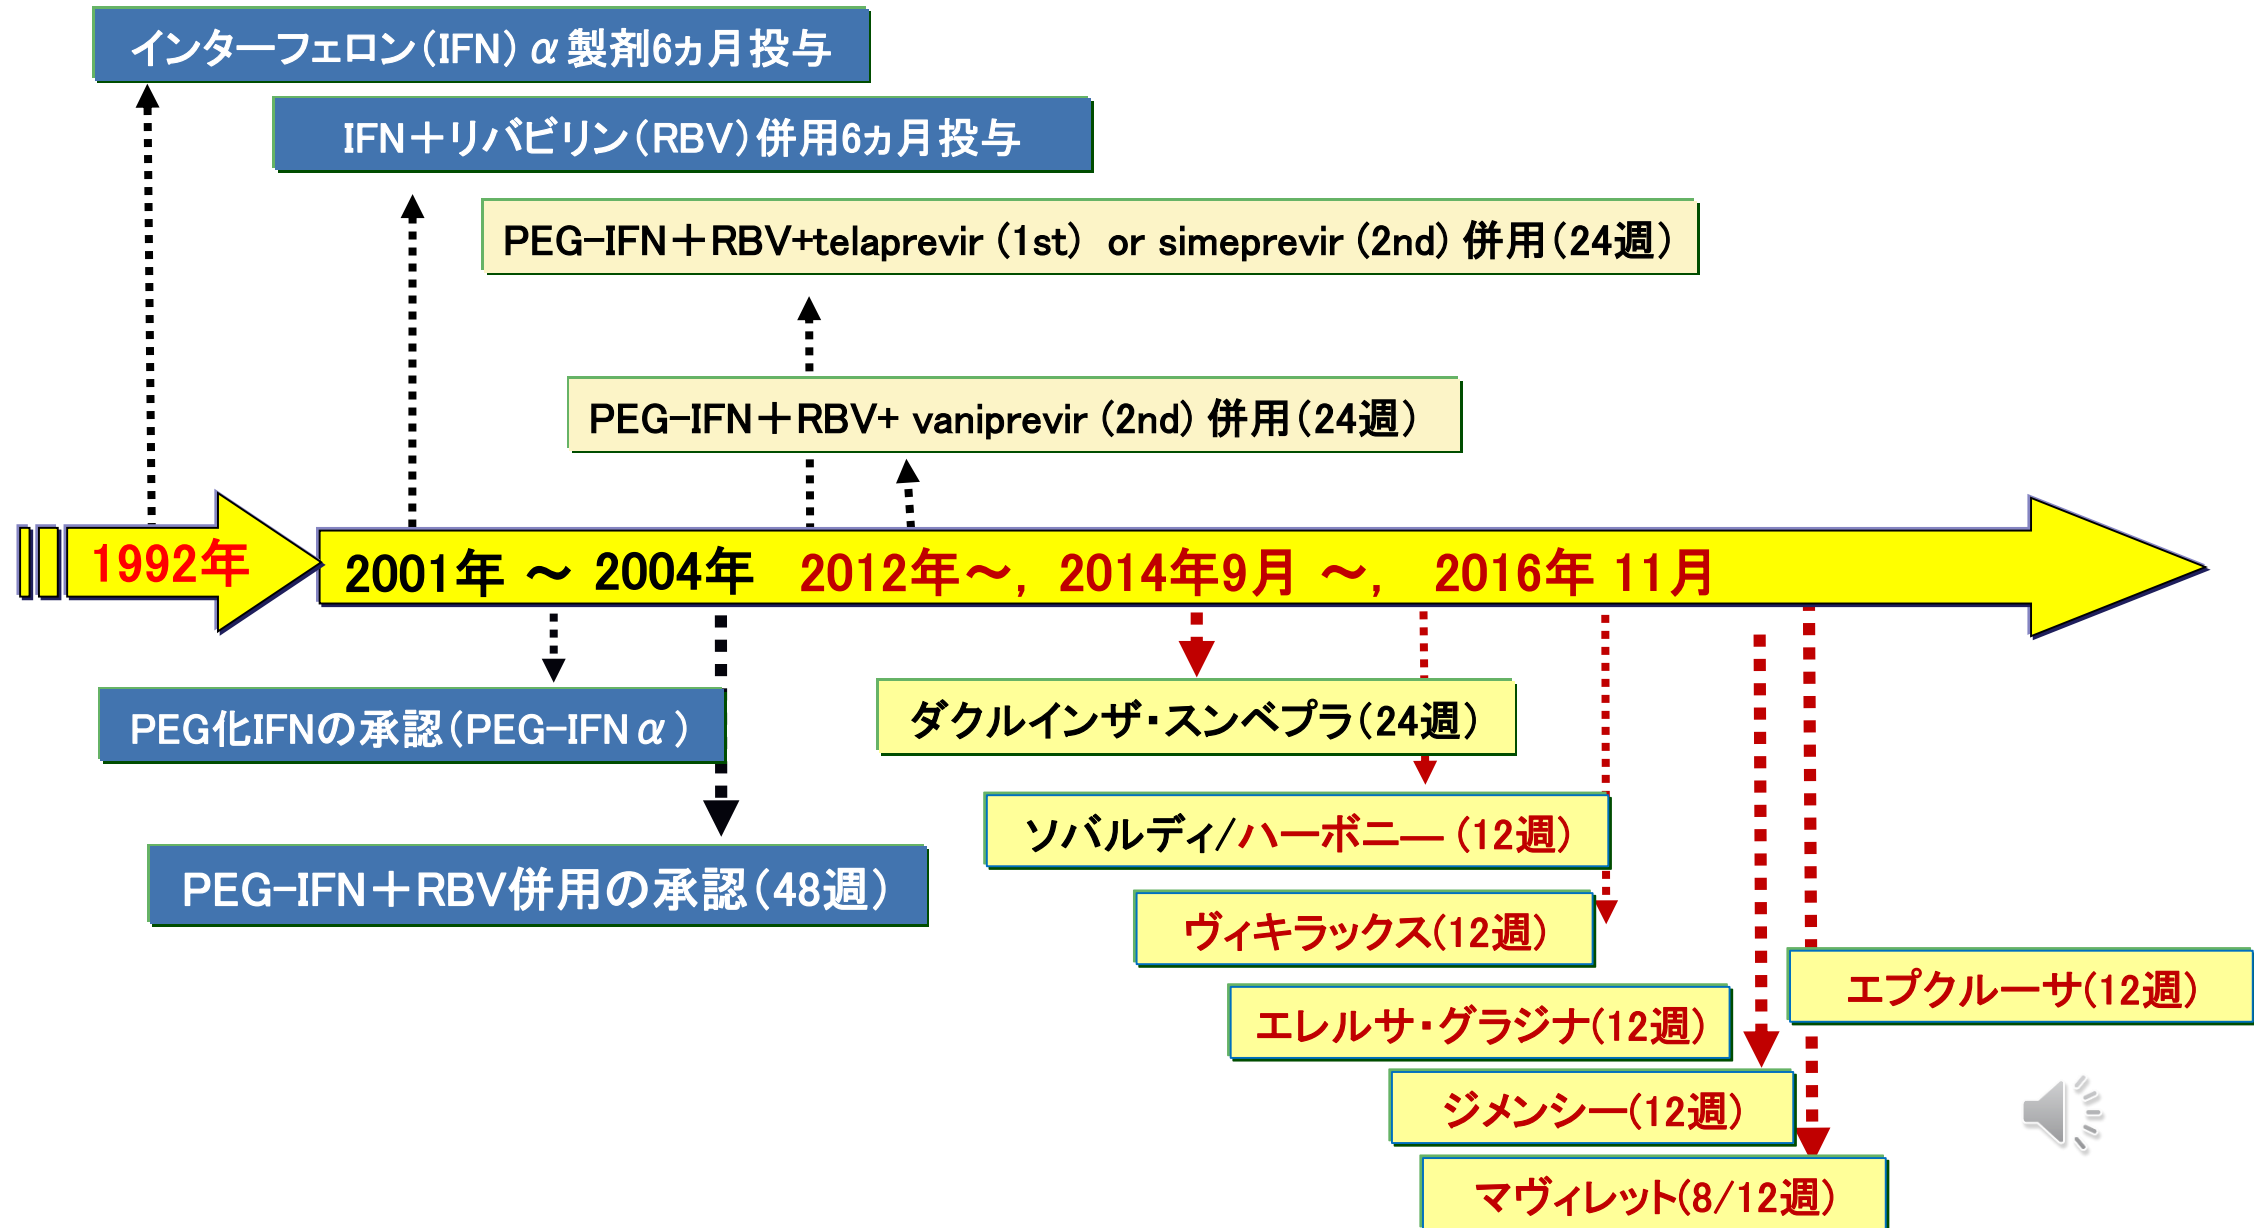 インターフェロン（IFN）α製剤6ヵ月投与
IFN＋リバビリン（RBV）併用6ヵ月投与
PEG-IFN＋RBV+telaprevir (1st)　or simeprevir (2nd) 併用（24週）
PEG-IFN＋RBV+ vaniprevir (2nd) 併用（24週）
1992年
2001年 ～ 2004年　2012年～, 2014年9月 ～,　2016年 11月
PEG化IFNの承認（PEG-IFNα）
PEG-IFN＋RBV併用の承認（48週）
ダクルインザ・スンベプラ（24週）
ソバルディ/ハーボニー (12週)
ヴィキラックス(12週)
エプクルーサ(12週)
エレルサ・グラジナ(12週)
ジメンシー(12週)
マヴィレット(8/12週)